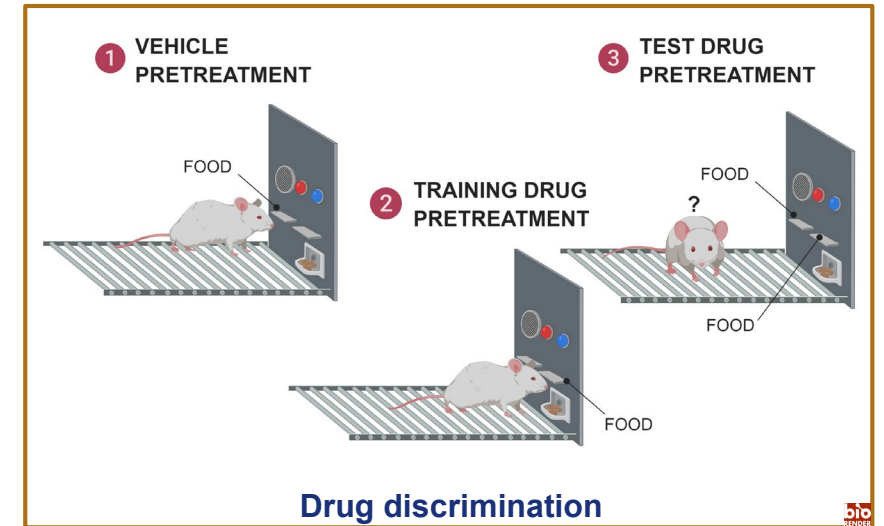 1 VEHICLE
PRETREATMENT
FOOD
2 TRAINING DRUG
PRETREATMENT
FOOD
3 TEST DRUG
PRETREATMENT
FOOD
?
FOOD
Drug discrimination
bio
RENDER